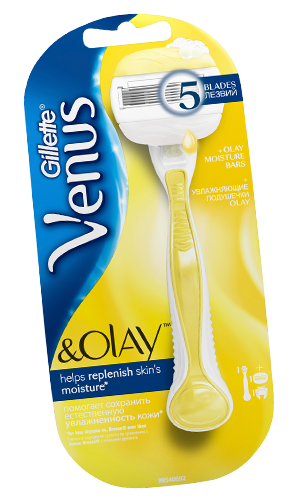 Gillette
Venus
&OLAY™
helps replenish skin's
moisture*
помогает сохранить
естественную
увлажненность кожи*
5 BLADES
ЛЕЗВИЙ
+OLAY
MOISTURE
BARS
+
УВЛАЖНЯЮЩИЕ
ПОДУШЕЧКИ
OLAY